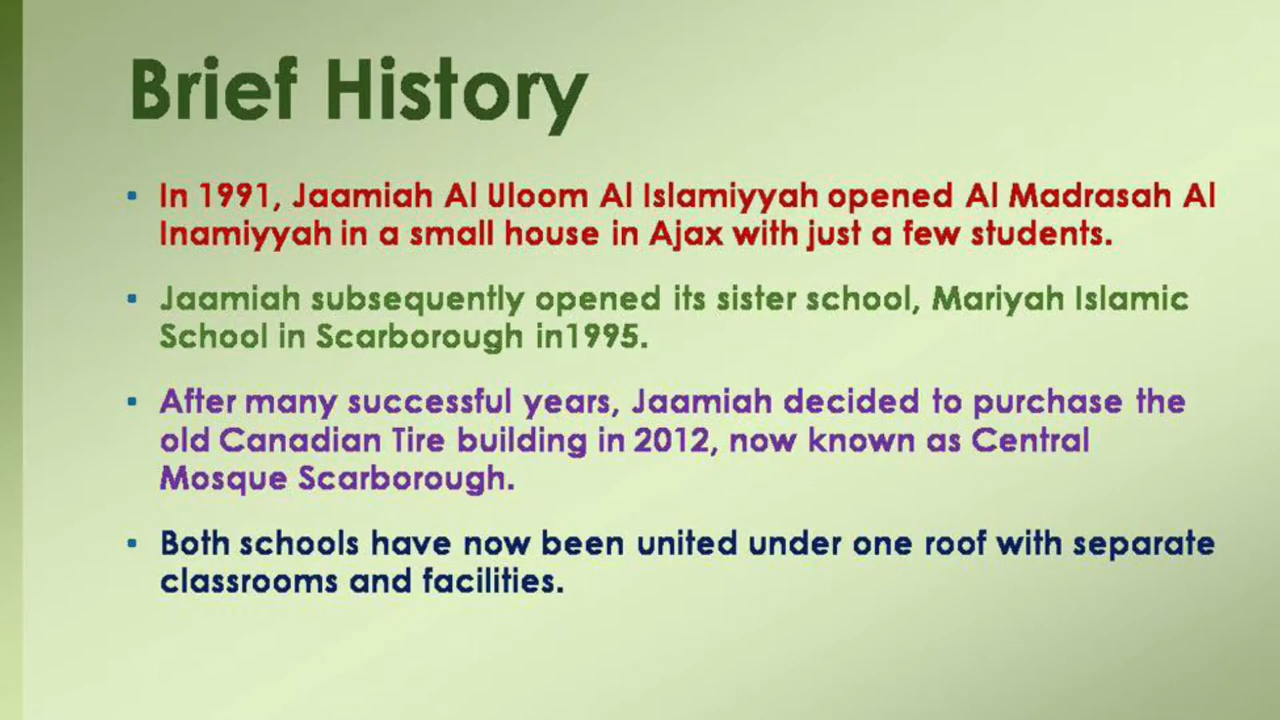 Brief History
▪ In 1991, Jaamiah Al Uloom Al Islamiyyah opened Al Madrasah Al
Inamiyyah in a small house in Ajax with just a few students.
▪ Jaamiah subsequently opened its sister school, Mariyah Islamic
School in Scarborough in1995.
▪ After many successful years, Jaamiah decided to purchase the
old Canadian Tire building in 2012, now known as Central
Mosque Scarborough.
▪ Both schools have now been united under one roof with separate
classrooms and facilities.